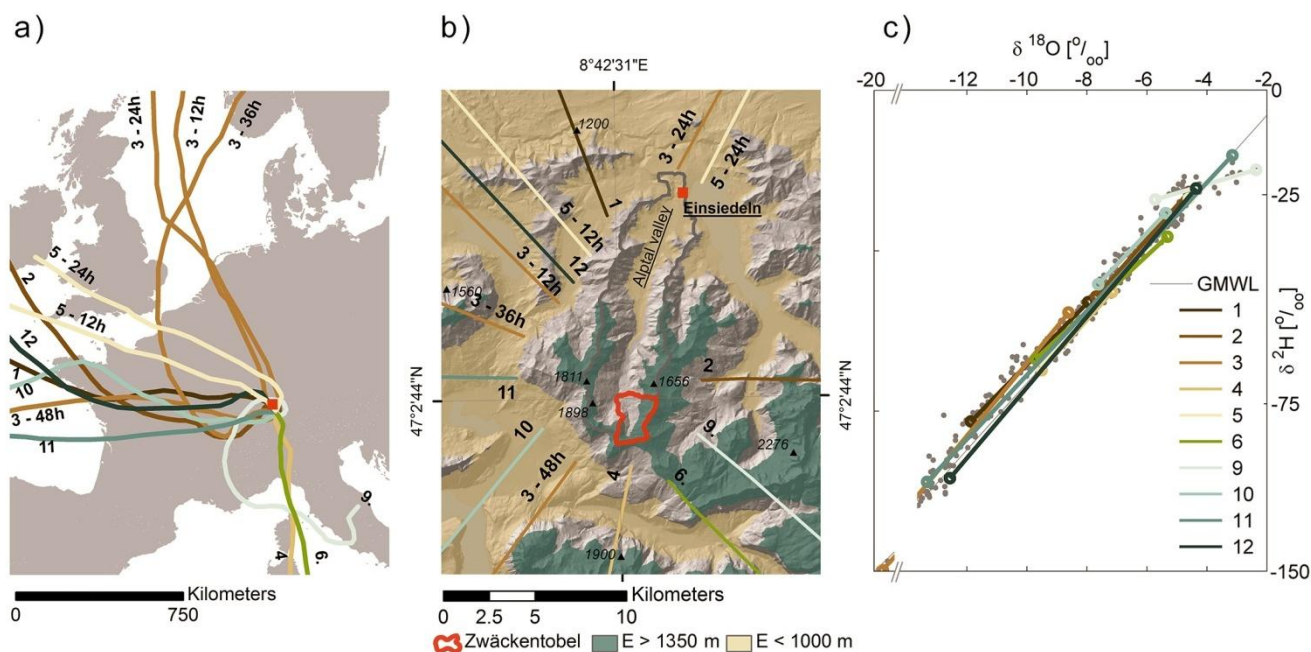 a)
3 - 24h
3 - 12h
3 - 36h
5 - 24h
2
5 - 12h
12
1
10
3 - 48h
11
9.
4
6.
Kilometers
0 750
b)
8°42'31"E
1200
3 - 24h
5 - 24h
1
Einsiedeln
Alptal valley
5 - 12h
12
3 - 12h
1560
3 - 36h
47°2'44"N
11
1811
1656
2
1898
47°2'44"N
10
9.
2276
3 - 48h
4
6.
1900
Kilometers
0 2.5 5 10
Zwäckentobel E > 1350 m E < 1000 m
c)
δ 18O [o/oo]
-20 -12 -10 -8 -6 -4 -2
0
-25
-75
-150
δ 2H [o/oo]
GMWL
1
2
3
4
5
6
9
10
11
12